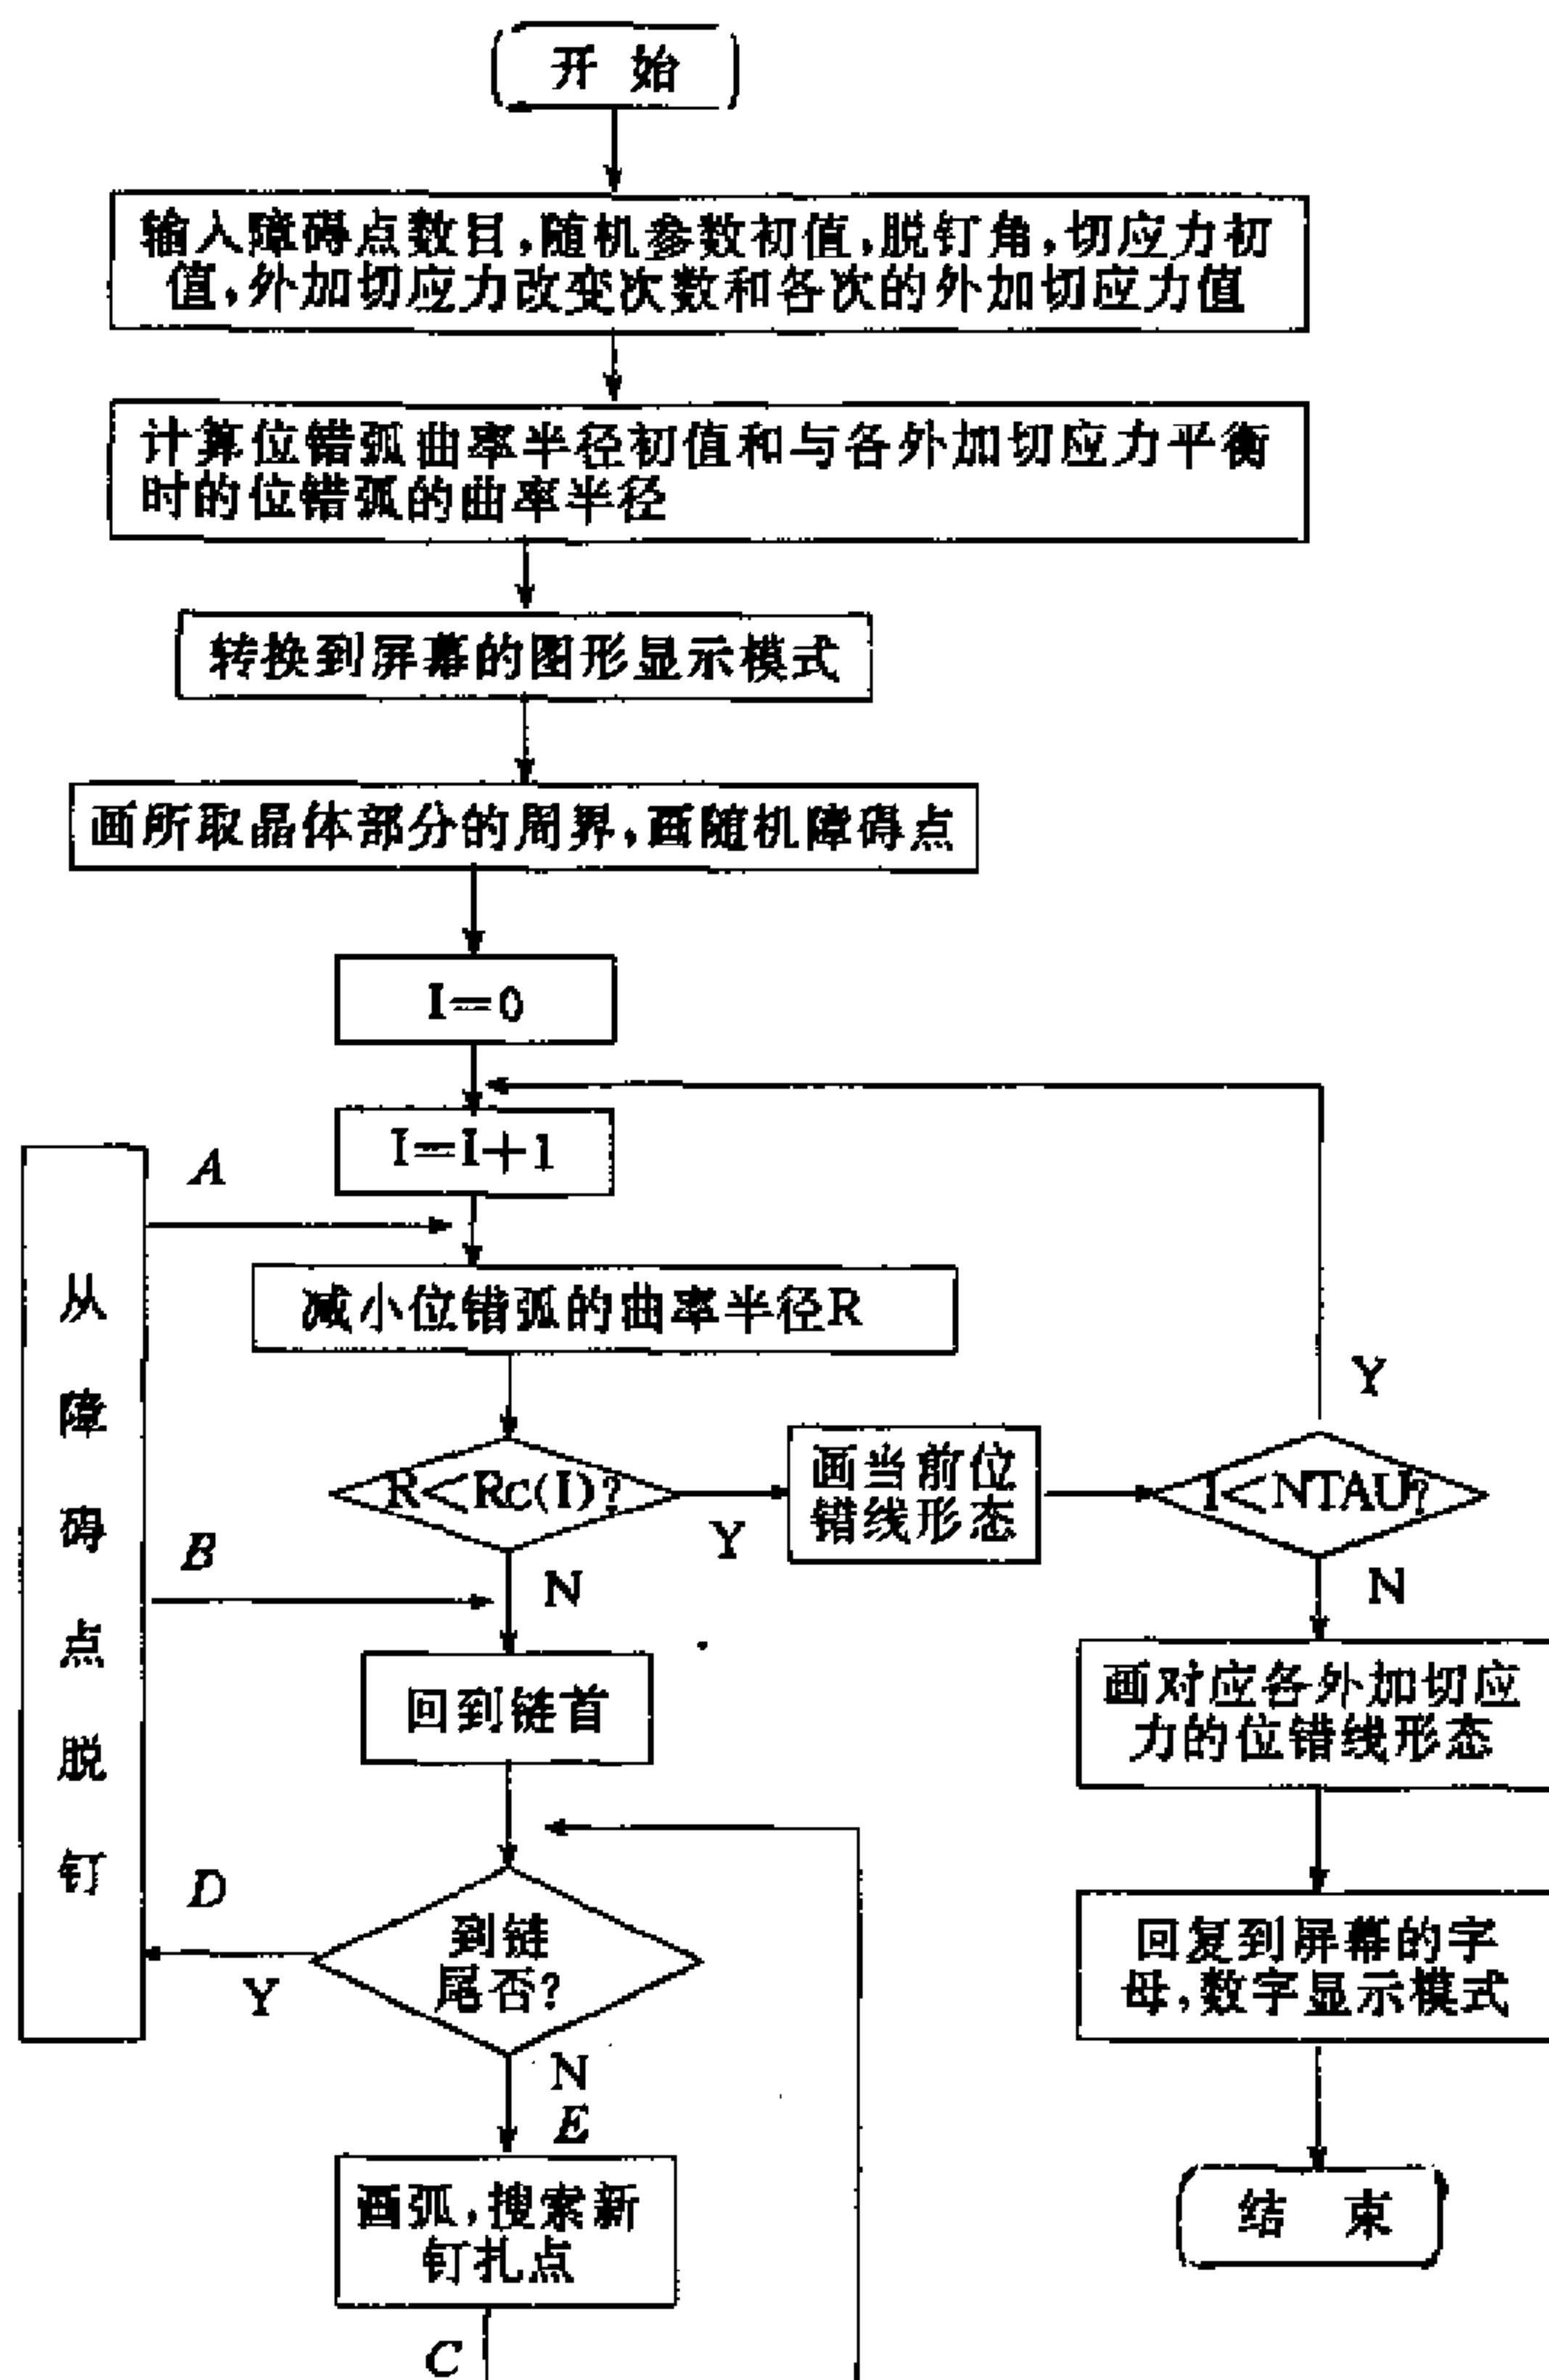 开 始
输入障碍点数目,随机参数初值,脱钉角,切应力初
值,外加切应力改变次数和各次的外加切应力值
计算位错弧曲率半径初值和与各外加切应力平衡
时的位错弧的曲率半径
转换到屏幕的图形显示模式
画所取晶体部分的周界,画随机障碍点
I=0
I=I+1
A
减小位错弧的曲率半径R
从
障
碍
点
脱
钉
R<Rc(I)?
Y
画当前位
错线形态
I<NTAU?
Y
N
B
N
回到链首
画对应各外加切应
力的位错线形态
D
到链
尾否?
Y
N
E
回复到屏幕的字
母,数字显示模式
画弧,搜索新
钉扎点
C
结 束